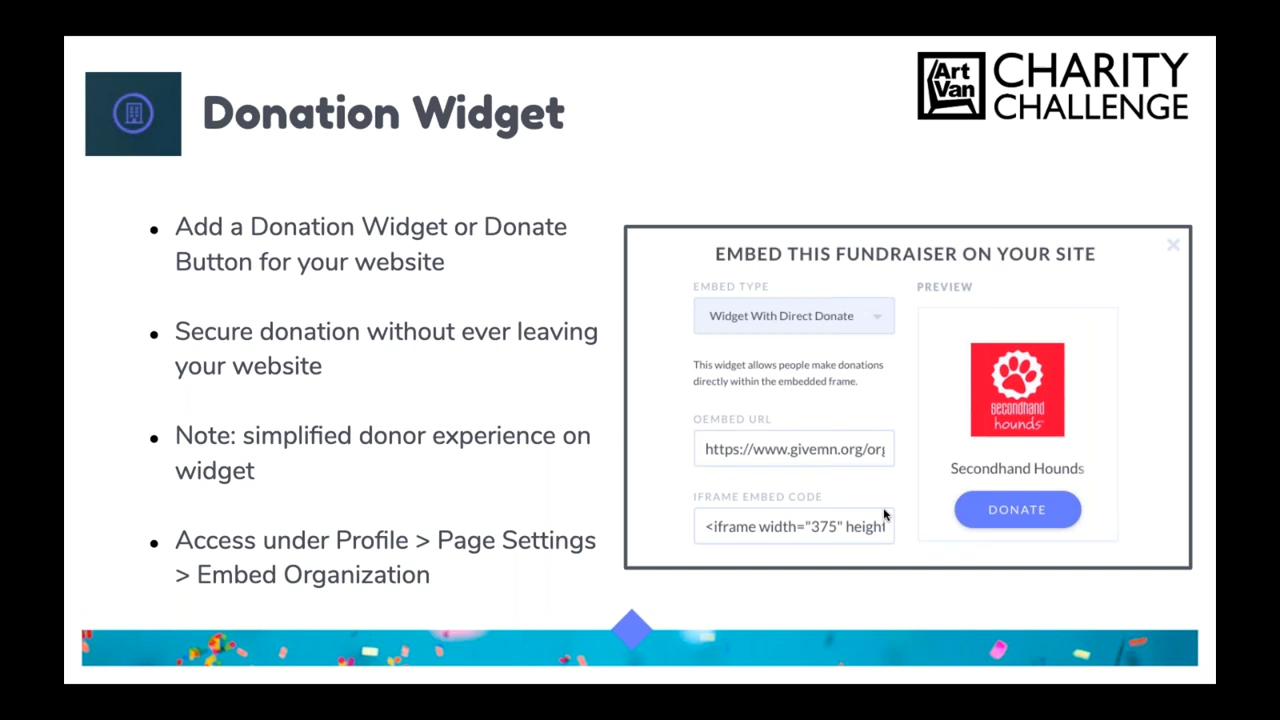 Donation Widget
Art
Van
CHARITY
CHALLENGE
Add a Donation Widget or Donate
Button for your website
Secure donation without ever leaving
your website
Note: simplified donor experience on
widget
Access under Profile > Page Settings
> Embed Organization
EMBED THIS FUNDRAISER ON YOUR SITE
EMBED TYPE
Widget With Direct Donate
This widget allows people make donations
directly within the embedded frame.
OEMBED URL
https://www.givemn.org/org
IFRAME EMBED CODE
<iframe width="375" height
PREVIEW
secondhand
hounds
Secondhand Hounds
DONATE